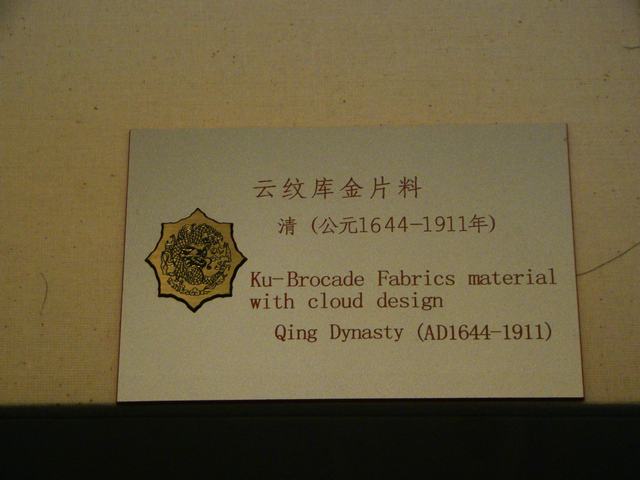 云纹库金片料
清 (公元1644-1911年)
Ku-Brocade Fabrics material
with cloud design
Qing Dynasty (AD1644-1911)